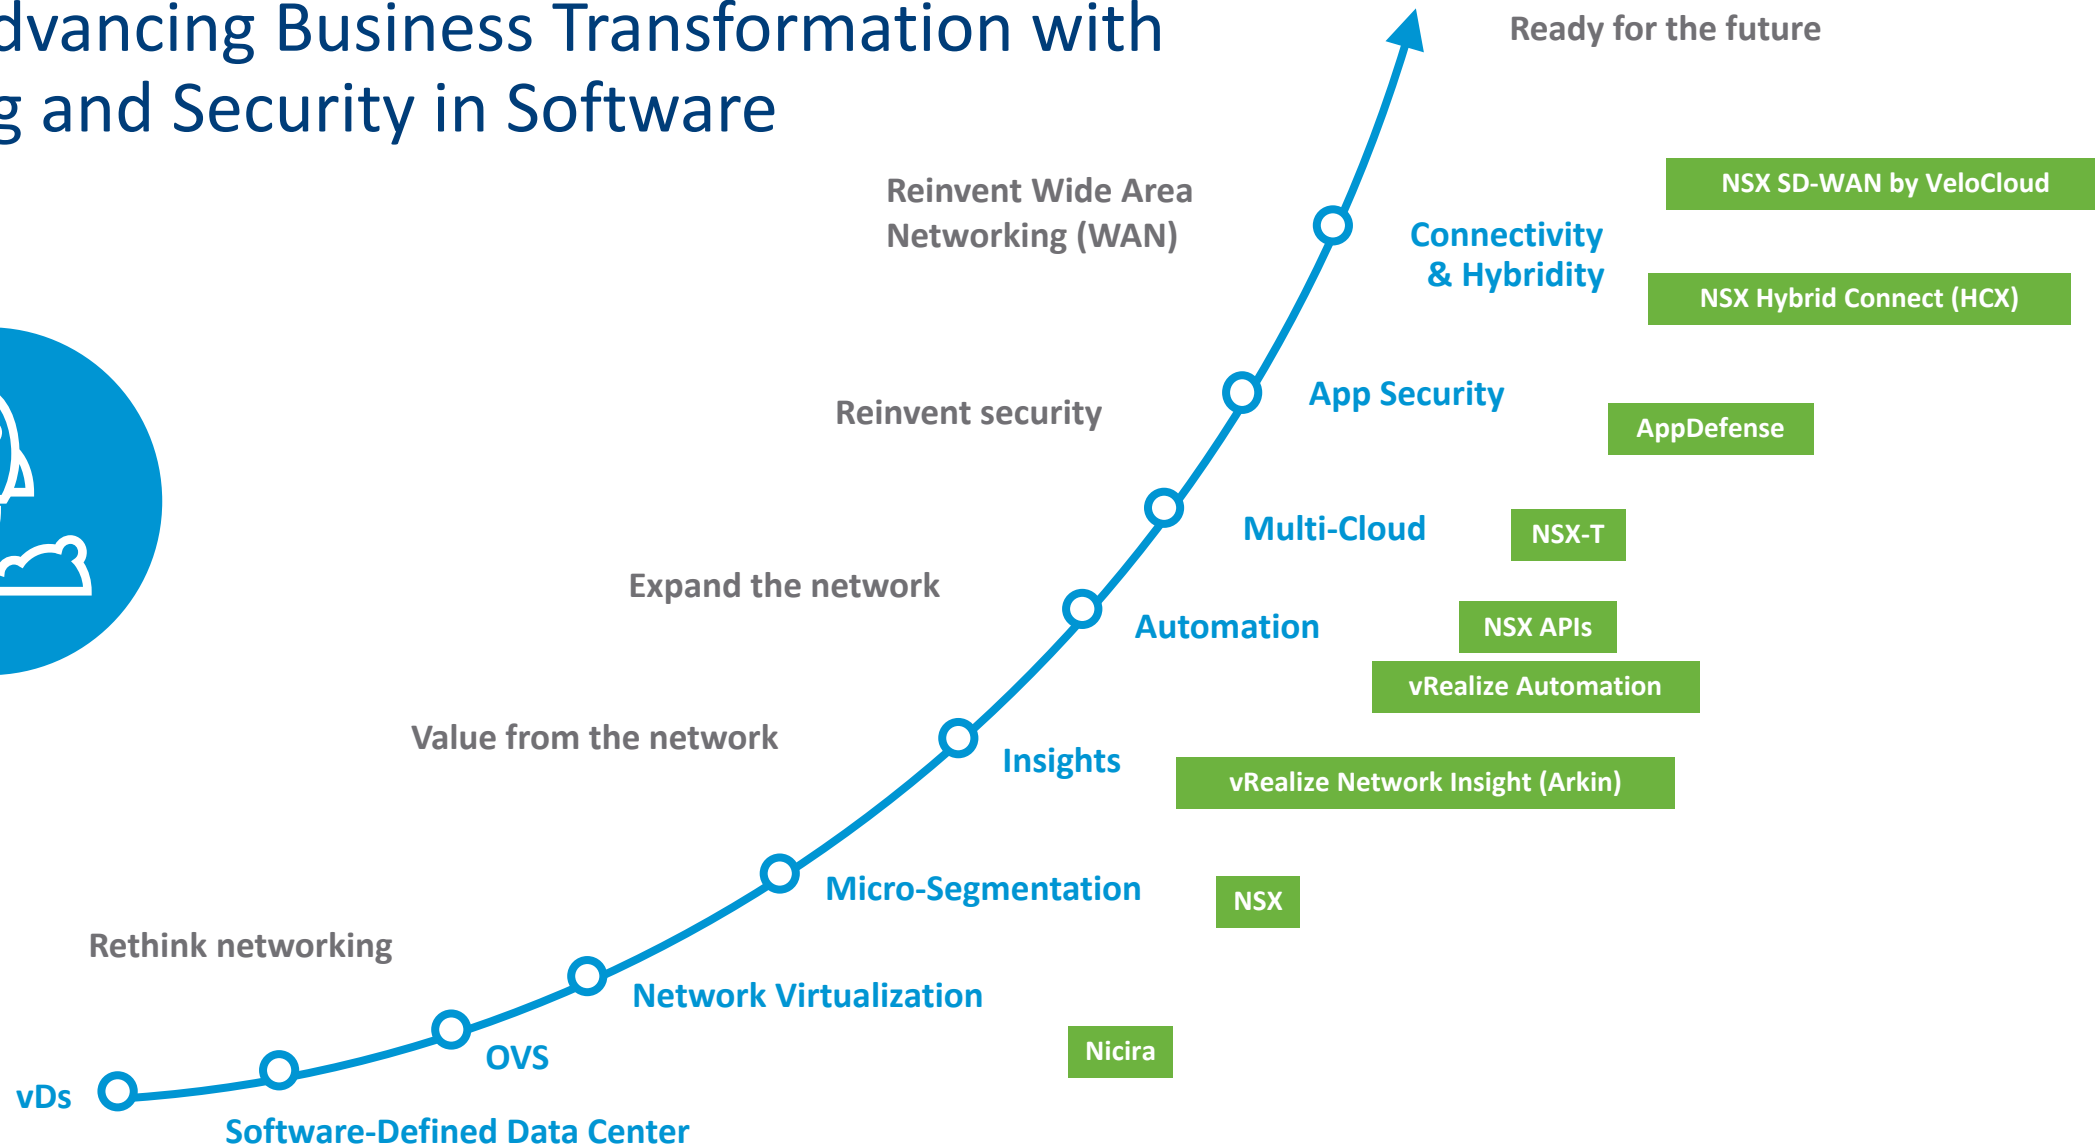 dvancing Business Transformation with
g and Security in Software
Ready for the future
Reinvent Wide Area
Networking (WAN)
NSX SD-WAN by VeloCloud
Connectivity
& Hybridity
NSX Hybrid Connect (HCX)
Reinvent security
App Security
AppDefense
Multi-Cloud
NSX-T
Expand the network
Automation
NSX APIs
vRealize Automation
Value from the network
Insights
vRealize Network Insight (Arkin)
Micro-Segmentation
NSX
Rethink networking
Network Virtualization
OVS
Nicira
vDs
Software-Defined Data Center